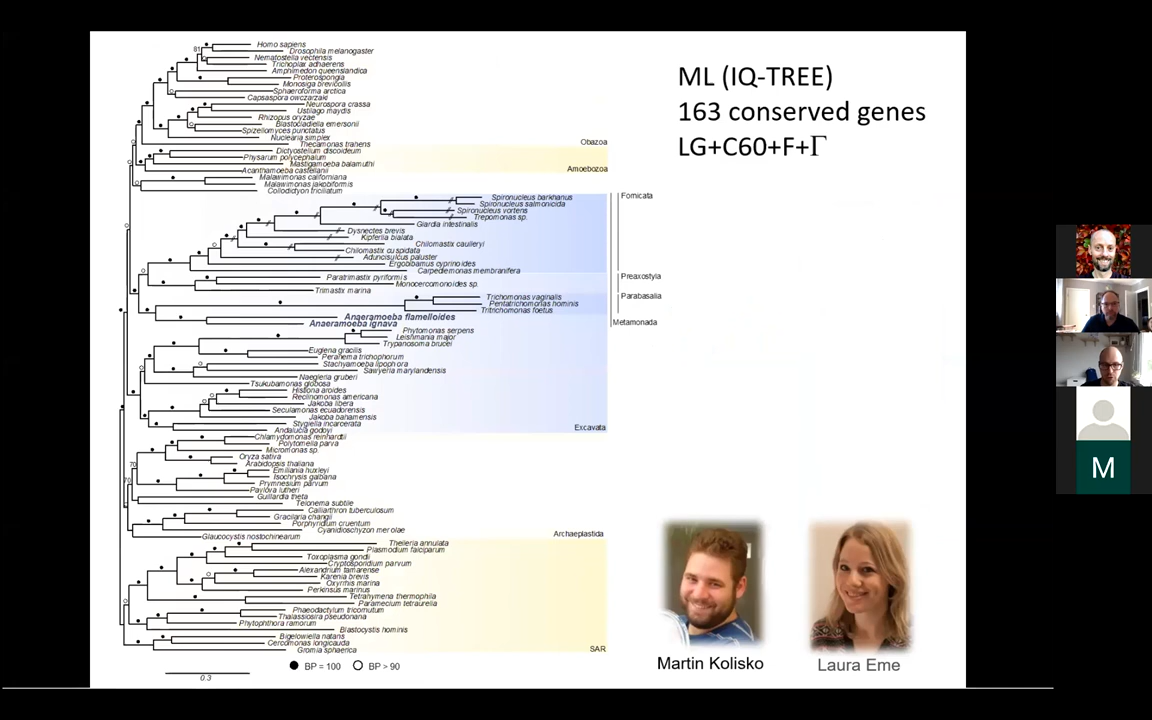 ML (IQ-TREE)
163 conserved genes
LG+C60+F+Γ
Homo sapiens
81
Drosophila melanogaster
Nematostella vectensis
Trichoplax adhaerens
Amphimedon queenslandica
Proterospongia
Monosiga brevicollis
Sphaeroforma arctica
Capsaspora owczarzaki
Neurospora crassa
Ustilago maydis
Rhizopus oryzae
Blastocladiella emersonii
Spizellomyces punctatus
Nuclearia simplex
Thecamonas trahens
Obazoa
Dictyostelium discoideum
Physarum polycephalum
Mastigamoeba balamuthi
Acanthamoeba castellanii
Amoebozoa
Malawimonas californiana
Malawimonas jakobiformis
Collodictyon triciliatum
Spironucleus barkhanus
Fornicata
Spironucleus salmonicida
Spironucleus vortens
Trepomonas sp.
Giardia intestinalis
Dysnectes brevis
Kipferlia bialata
Chilomastix caulleryi
Chilomastix cuspidata
Aduncisulcus paluster
Ergobibamus cyprinoides
Carpediemonas membranifera
Paratrimastix pyriformis
Preaxostyla
Monocercomonoides sp.
Trimastix marina
Trichomonas vaginalis
Parabasalia
Pentatrichomonas hominis
Tritrichomonas foetus
Anaeramoeba flamelloides
Anaeramoeba ignava
Metamonada
Phytomonas serpens
Leishmania major
Trypanosoma brucei
Euglena gracilis
Peranema trichophorum
Stachyamoeba lipophora
Sawyeria marylandensis
Naegleria gruberi
Tsukubamonas globosa
Histiona aroides
Reclinomonas americana
Jakoba libera
Seculamonas ecuadorensis
Jakoba bahamensis
Stygiella incarcerata
Andalucia godoyi
Excavata
Chlamydomonas reinhardtii
Polytomella parva
Micromonas sp.
Oryza sativa
Arabidopsis thaliana
70
Emiliania huxleyi
Isochrysis galbana
70
Prymnesium parvum
Pavlova lutheri
Guillardia theta
Telonema subtile
Calliarthron tuberculosum
Gracilaria changii
Porphyridium cruentum
Cyanidioschyzon merolae
Glaucocystis nostochinearum
Archaeplastida
Theileria annulata
Plasmodium falciparum
Toxoplasma gondii
Cryptosporidium parvum
Alexandrium tamarense
Karenia brevis
Oxyrrhis marina
Perkinsus marinus
Tetrahymena thermophila
Paramecium tetraurelia
Phaeodactylum tricornutum
Thalassiosira pseudonana
Phytophthora ramorum
Blastocystis hominis
Bigelowiella natans
Cercomonas longicauda
Gromia sphaerica
SAR
BP = 100
BP > 90
0.3
Martin Kolisko
Laura Eme
M